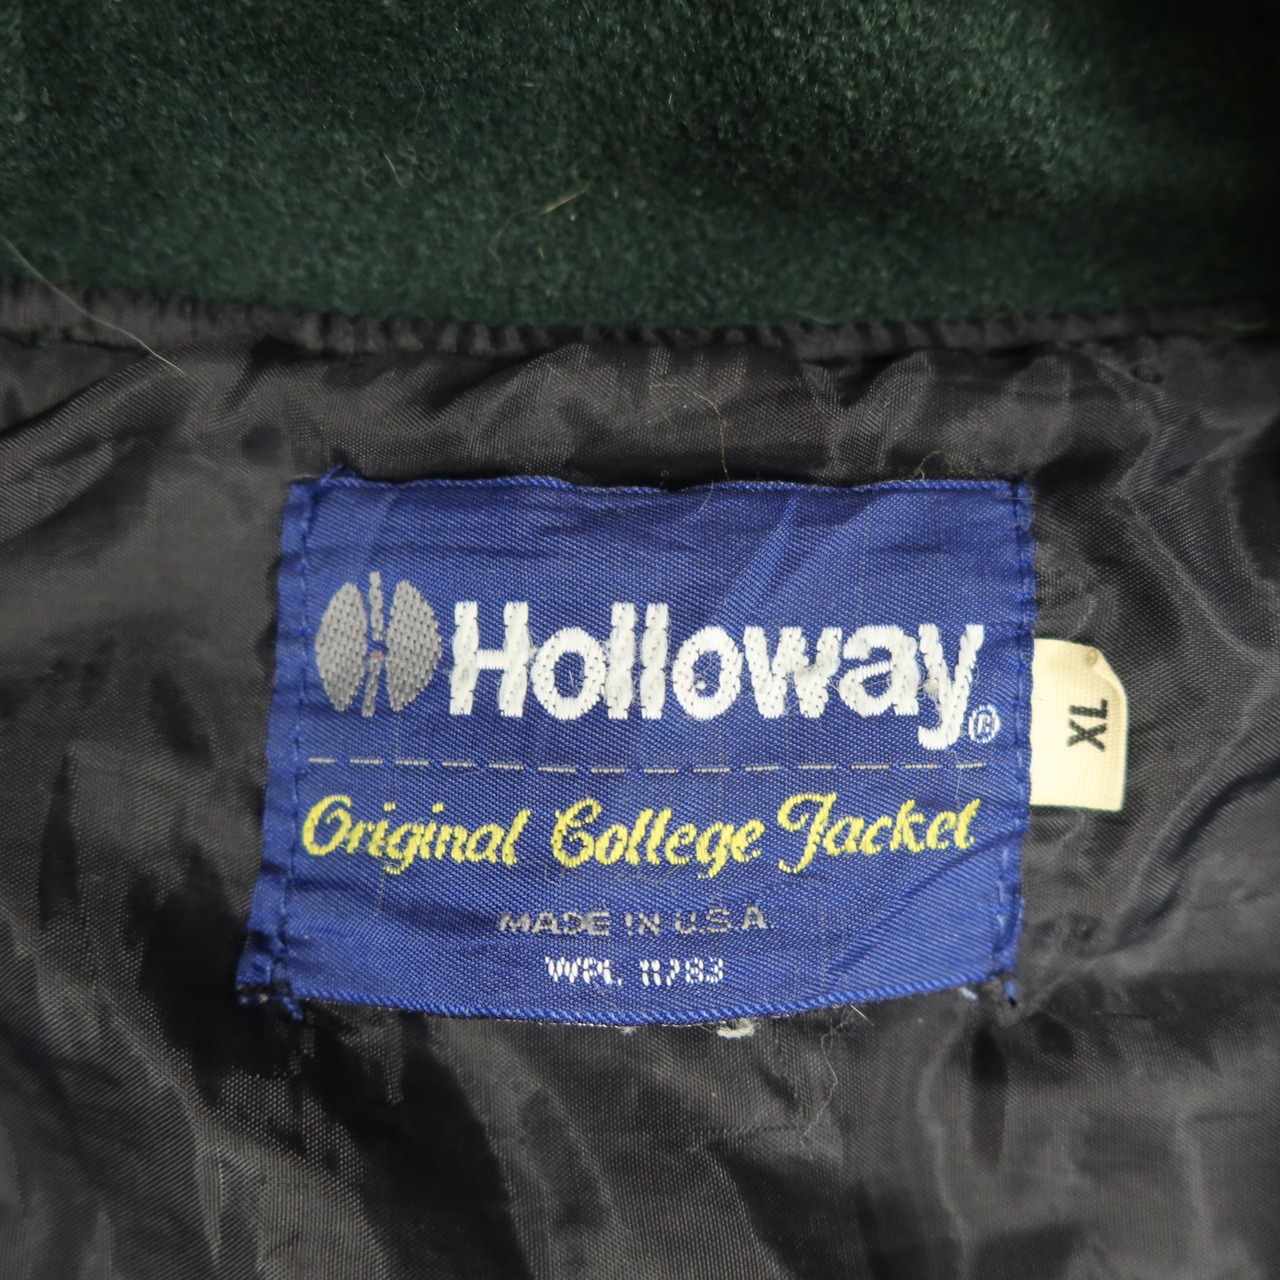 Holloway®
Original College Jacket
MADE IN U.S.A.
WPL 11783
XL